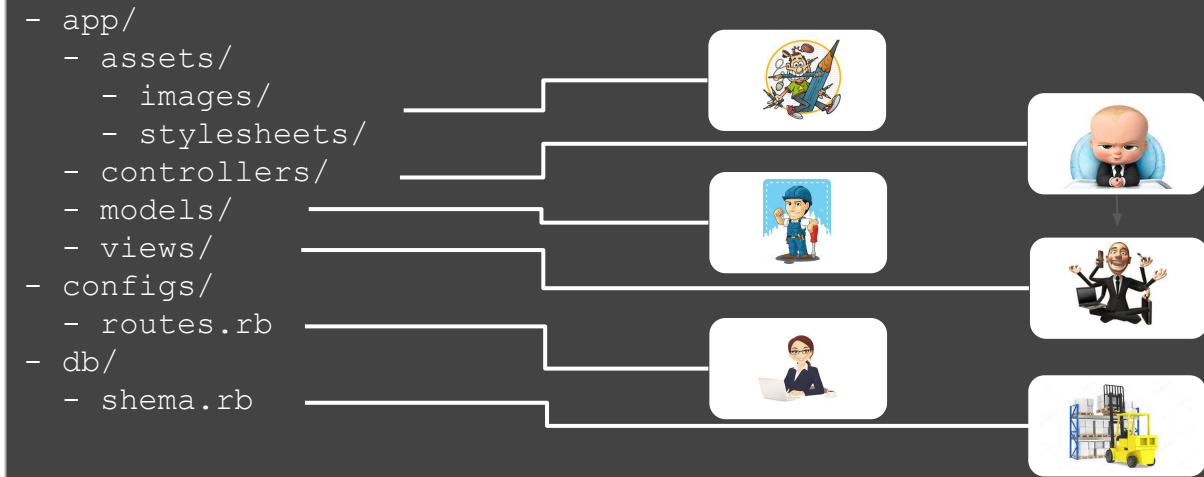 - app/
- assets/
- images/
- stylesheets/
- controllers/
- models/
- views/
- configs/
- routes.rb
- db/
- shema.rb